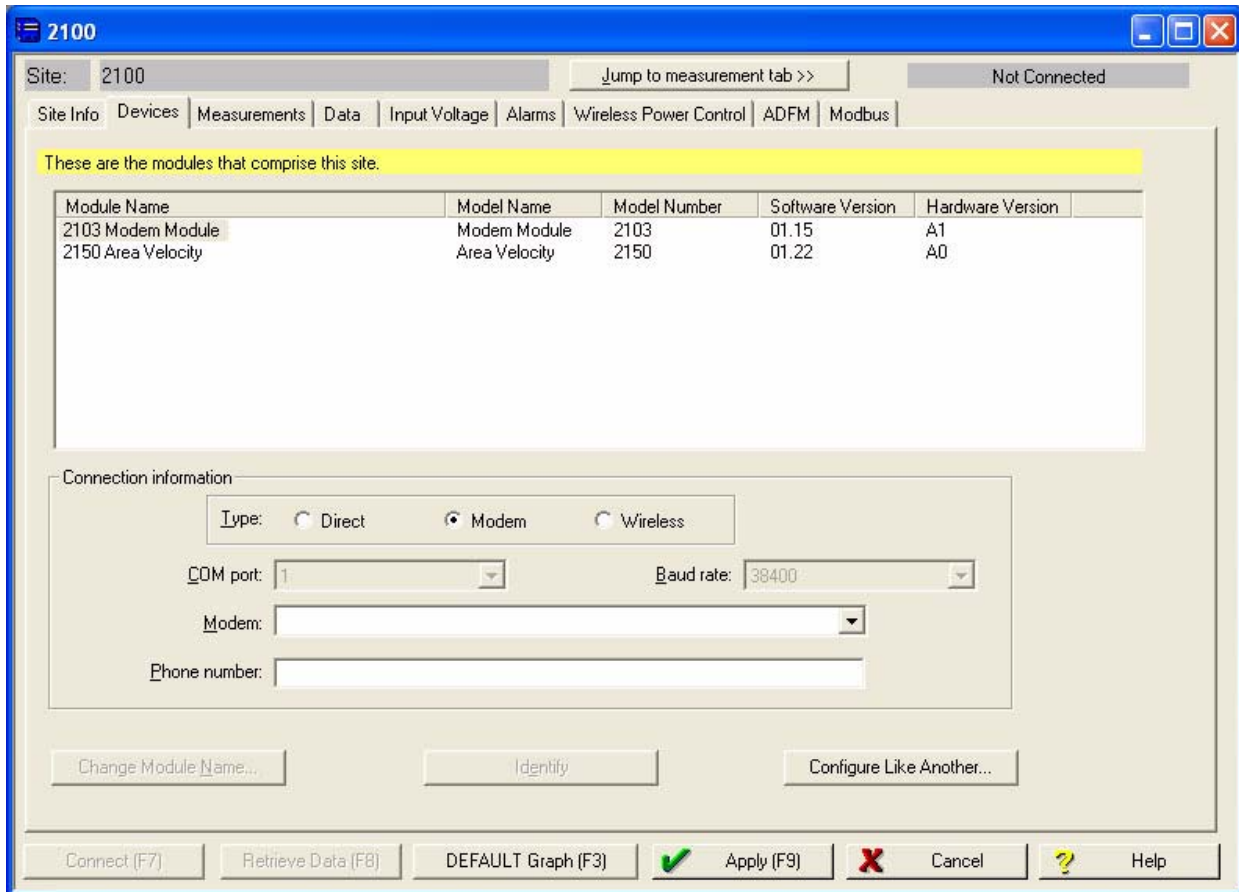 2100
Site: 2100 Jump to measurement tab >> Not Connected
Site Info Devices Measurements Data Input Voltage Alarms Wireless Power Control ADFM Modbus
These are the modules that comprise this site.
Module Name Model Name Model Number Software Version Hardware Version
2103 Modem Module Modem Module 2103 01.15 A1
2150 Area Velocity Area Velocity 2150 01.22 A0
Connection information
Type: Direct Modem Wireless
COM port: 1 Baud rate: 38400
Modem:
Phone number:
Change Module Name... Identify Configure Like Another...
Connect (F7) Retrieve Data (F8) DEFAULT Graph (F3) Apply (F9) Cancel Help